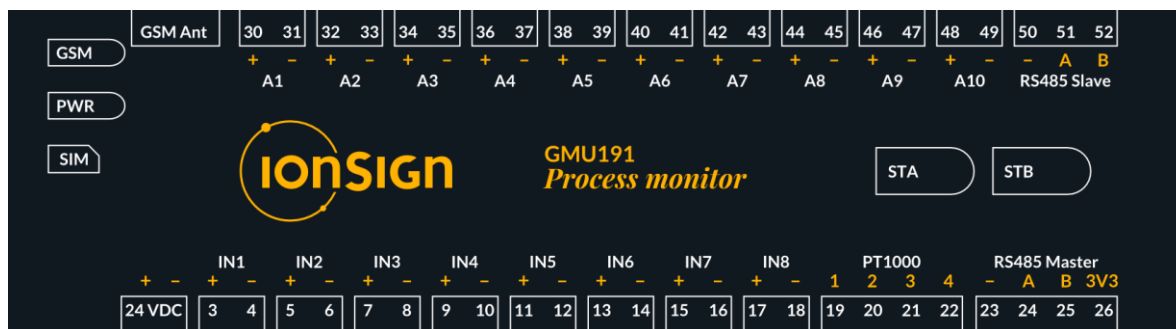 GSM Ant 30 31 32 33 34 35 36 37 38 39 40 41 42 43 44 45 46 47 48 49 50 51 52
+ − + − + − + − + − + − + − + − + − + − − A B
A1 A2 A3 A4 A5 A6 A7 A8 A9 A10 RS485 Slave
GSM
PWR
SIM
IonSIGn
GMU191
Process monitor
STA
STB
IN1 IN2 IN3 IN4 IN5 IN6 IN7 IN8 PT1000 RS485 Master
+ − + − + − + − + − + − + − + − + − 1 2 3 4 − A B 3V3
24 VDC 3 4 5 6 7 8 9 10 11 12 13 14 15 16 17 18 19 20 21 22 23 24 25 26